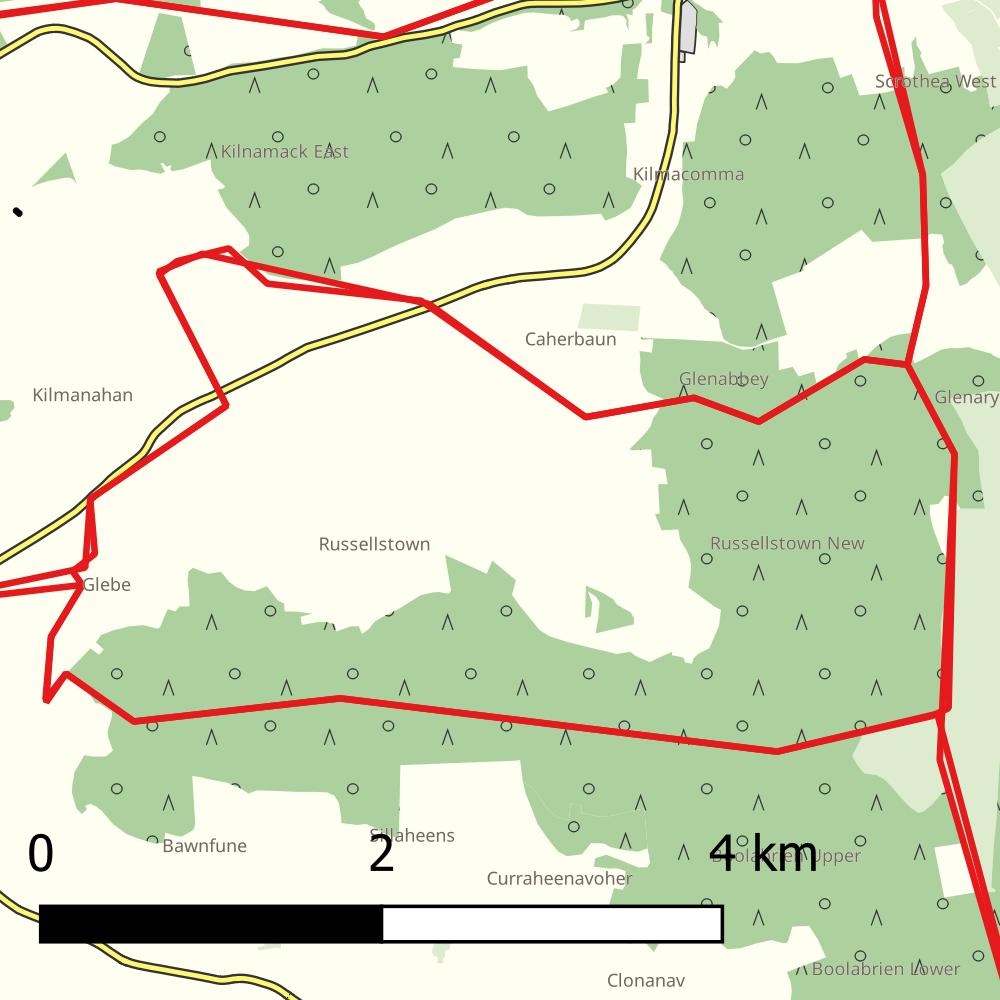 Scrothea West
Kilnamack East
Kilmacomma
Caherbaun
Glenabbey
Kilmanahan
Glenary
Russellstown
Russellstown New
Glebe
Sillaheens
Bawnfune
Boolabrien Upper
0 2 4 km
Curraheenavoher
Boolabrien Lower
Clonanav